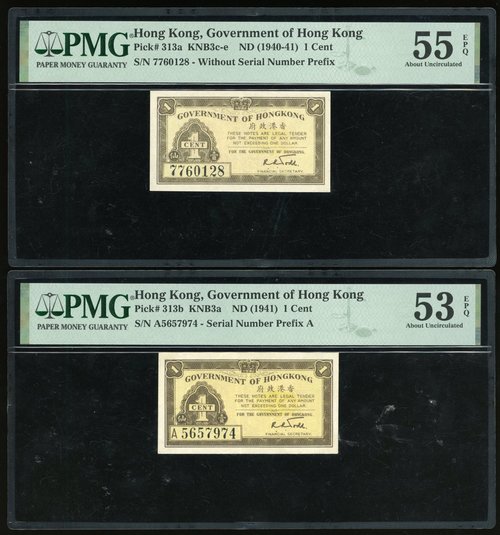 PMG
PAPER MONEY GUARANTY
Hong Kong, Government of Hong Kong
Pick# 313a KNB3c-e ND (1940-41) 1 Cent
S/N 7760128 - Without Serial Number Prefix
55 EPQ
About Uncirculated
1 1
GOVERNMENT OF HONGKONG
府政港香
THESE NOTES ARE LEGAL TENDER
FOR THE PAYMENT OF ANY AMOUNT
NOT EXCEEDING ONE DOLLAR.
FOR THE GOVERNMENT OF HONGKONG.
1
CENT
7760128
FINANCIAL SECRETARY.
PMG
PAPER MONEY GUARANTY
Hong Kong, Government of Hong Kong
Pick# 313b KNB3a ND (1941) 1 Cent
S/N A5657974 - Serial Number Prefix A
53 EPQ
About Uncirculated
1 1
GOVERNMENT OF HONGKONG
府政港香
THESE NOTES ARE LEGAL TENDER
FOR THE PAYMENT OF ANY AMOUNT
NOT EXCEEDING ONE DOLLAR.
FOR THE GOVERNMENT OF HONGKONG.
1
CENT
A 5657974
FINANCIAL SECRETARY.